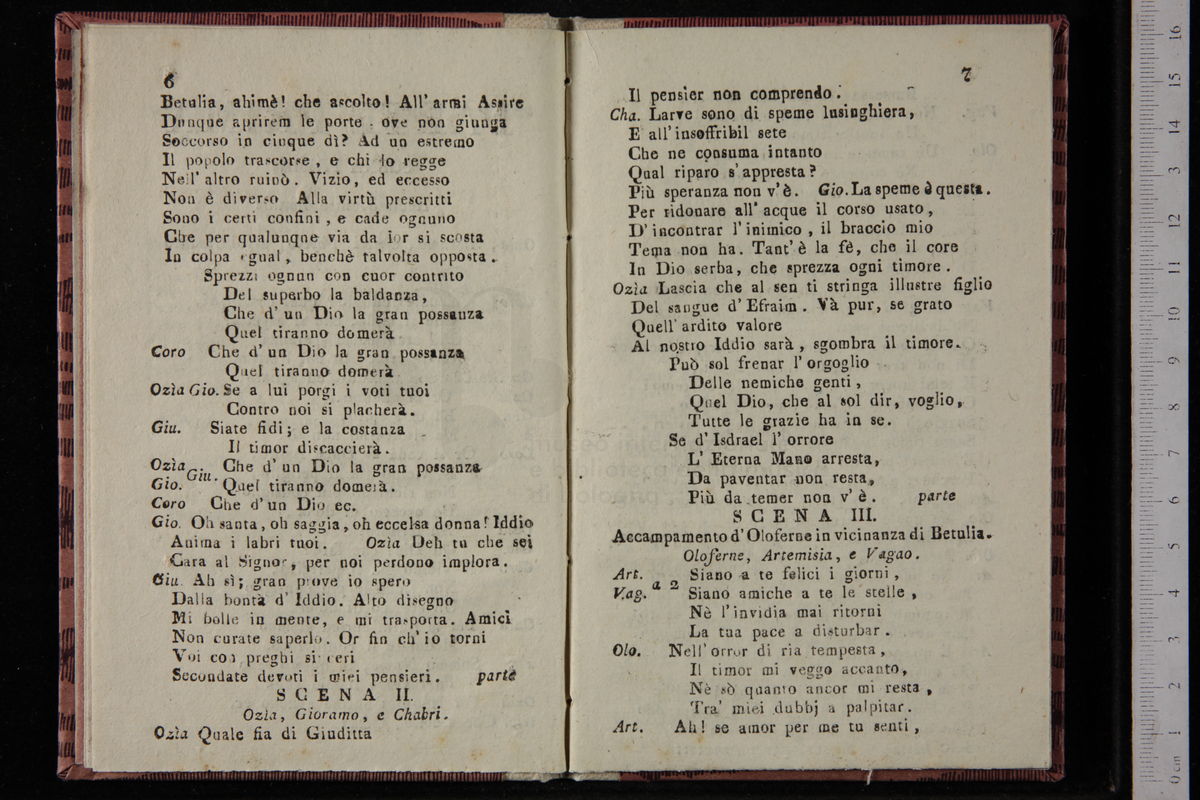 6
Betulia, ahimè! che ascolto! All' armi Assire
Dunque aprirem le porte . ove non giunga
Soccorso in cinque dì? Ad un estremo
Il popolo trascorse , e chi lo regge
Nell' altro ruinò. Vizio, ed eccesso
Non è diverso Alla virtù prescritti
Sono i certi confini , e cade ognuno
Che per qualunque via da lor si scosta
In colpa egual, benchè talvolta opposta.
Sprezzi ognun con cuor contrito
Del superbo la baldanza,
Che d' un Dio la gran possanza
Quel tiranno domerà.
Coro Che d' un Dio la gran possanza
Quel tiranno domerà
Ozìa Gio. Se a lui porgi i voti tuoi
Contro noi si placherà.
Giu. Siate fidi; e la costanza
Il timor discaccierà.
Ozìa Giu. Che d' un Dio la gran possanza
Gio. Quel tiranno domerà.
Coro Che d' un Dio ec.
Gio. Oh santa, oh saggia, oh eccelsa donna! Iddio
Anima i labri tuoi. Ozìa Deh tu che sei
Cara al Signor, per noi perdono implora.
Giu. Ah sì; gran prove io spero
Dalla bontà d' Iddio. Alto disegno
Mi bolle in mente, e mi trasporta. Amici
Non curate saperlo. Or fin ch' io torni
Voi con preghi sinceri
Secondate devoti i miei pensieri. parte
SCENA II.
Ozìa, Gioramo, e Chabri.
Ozìa Quale fia di Giuditta
7
Il pensier non comprendo.
Cha. Larve sono di speme lusinghiera,
E all' insoffribil sete
Che ne consuma intanto
Qual riparo s' appresta?
Più speranza non v' è. Gio. La speme è questa.
Per ridonare all' acque il corso usato,
D' incontrar l' inimico, il braccio mio
Tema non ha. Tant' è la fè, che il core
In Dio serba, che sprezza ogni timore.
Ozìa Lascia che al sen ti stringa illustre figlio
Del sangue d' Efraim. Và pur, se grato
Quell' ardito valore
Al nostro Iddio sarà, sgombra il timore.
Può sol frenar l' orgoglio
Delle nemiche genti,
Quel Dio, che al sol dir, voglio,
Tutte le grazie ha in se.
Se d' Isdrael l' orrore
L' Eterna Mano arresta,
Da paventar non resta,
Più da temer non v' è. parte
SCENA III.
Accampamento d' Oloferne in vicinanza di Betulia.
Oloferne, Artemisia, e Vagao.
Art. a 2 Siano a te felici i giorni,
Vag. Siano amiche a te le stelle,
Nè l' invidia mai ritorni
La tua pace a disturbar.
Olo. Nell' orror di ria tempesta,
Il timor mi veggo accanto,
Nè sò quanto ancor mi resta,
Tra' miei dubbj a palpitar.
Art. Ah! se amor per me tu senti,
0 cm 1 2 3 4 5 6 7 8 9 10 11 12 13 14 15 16